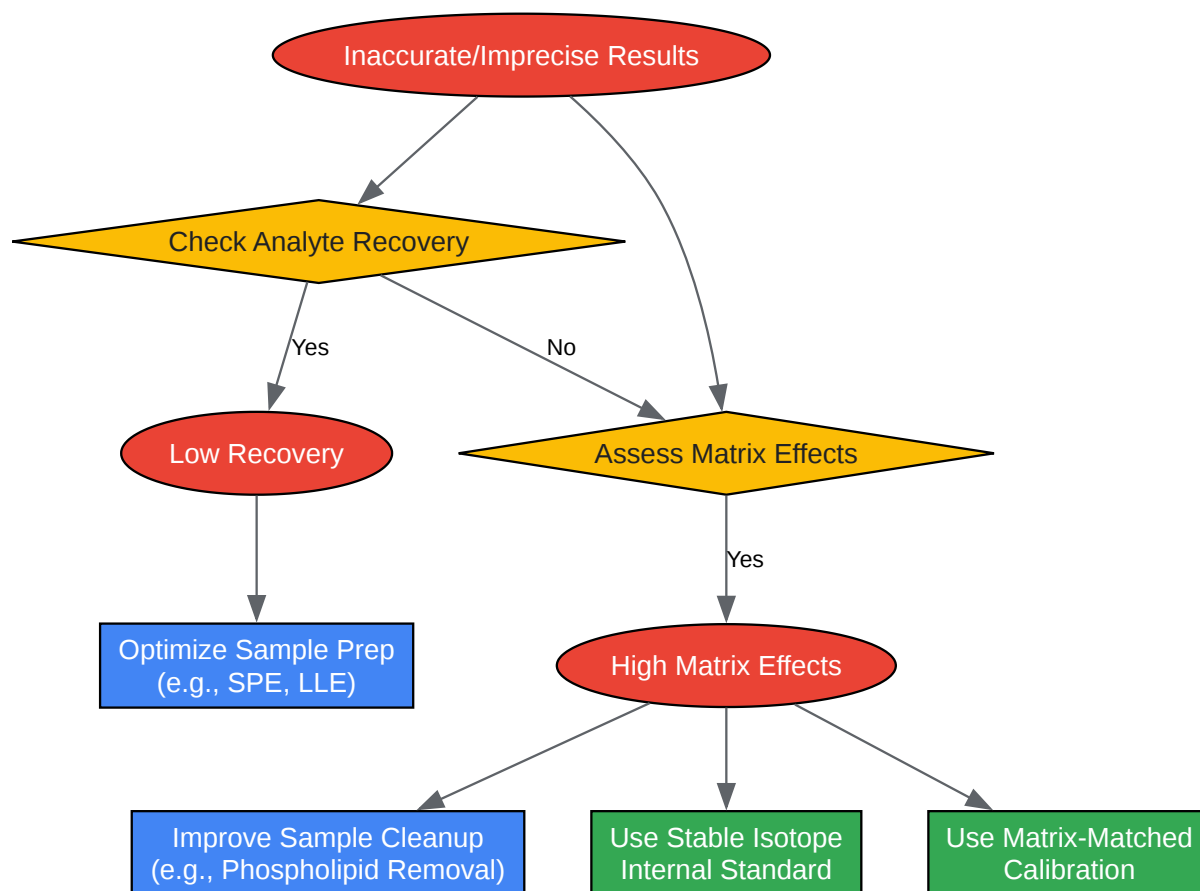 Inaccurate/Imprecise Results
Check Analyte Recovery
Yes
No
Low Recovery
Assess Matrix Effects
Yes
Optimize Sample Prep
(e.g., SPE, LLE)
High Matrix Effects
Improve Sample Cleanup
(e.g., Phospholipid Removal)
Use Stable Isotope
Internal Standard
Use Matrix-Matched
Calibration